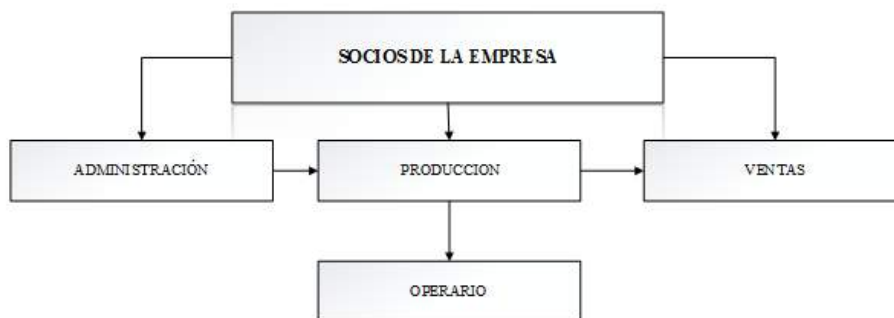 SOCIOS DE LA EMPRESA
ADMINISTRACIÓN
PRODUCCION
VENTAS
OPERARIO